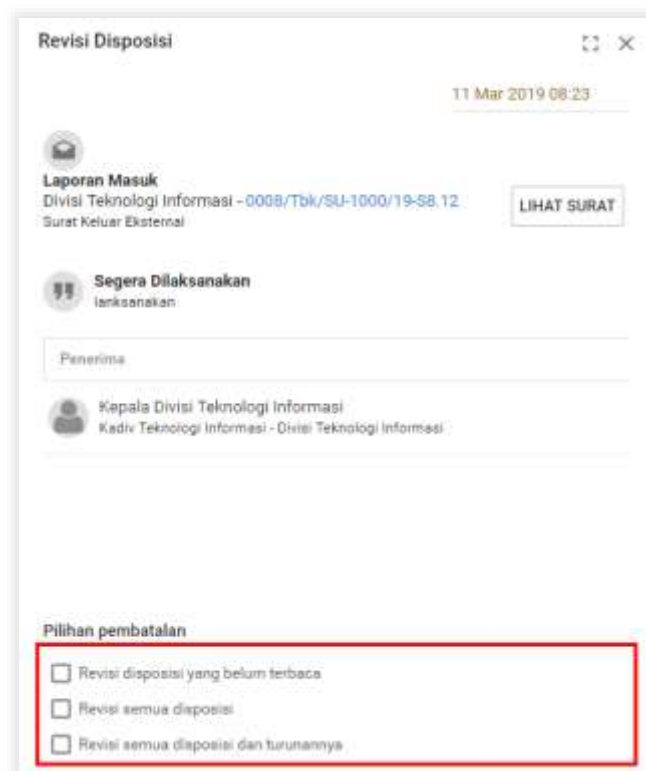 Revisi Disposisi
11 Mar 2019 08:23
Laporan Masuk
Divisi Teknologi Informasi - 0008/Tbk/SU-1000/19-S8.12
Surat Keluar Eksternal
LIHAT SURAT
Segera Dilaksanakan
lanksanakan
Penerima
Kepala Divisi Teknologi Informasi
Kadiv Teknologi Informasi - Divisi Teknologi Informasi
Pilihan pembatalan
Revisi disposisi yang belum terbaca
Revisi semua disposisi
Revisi semua disposisi dan turunannya